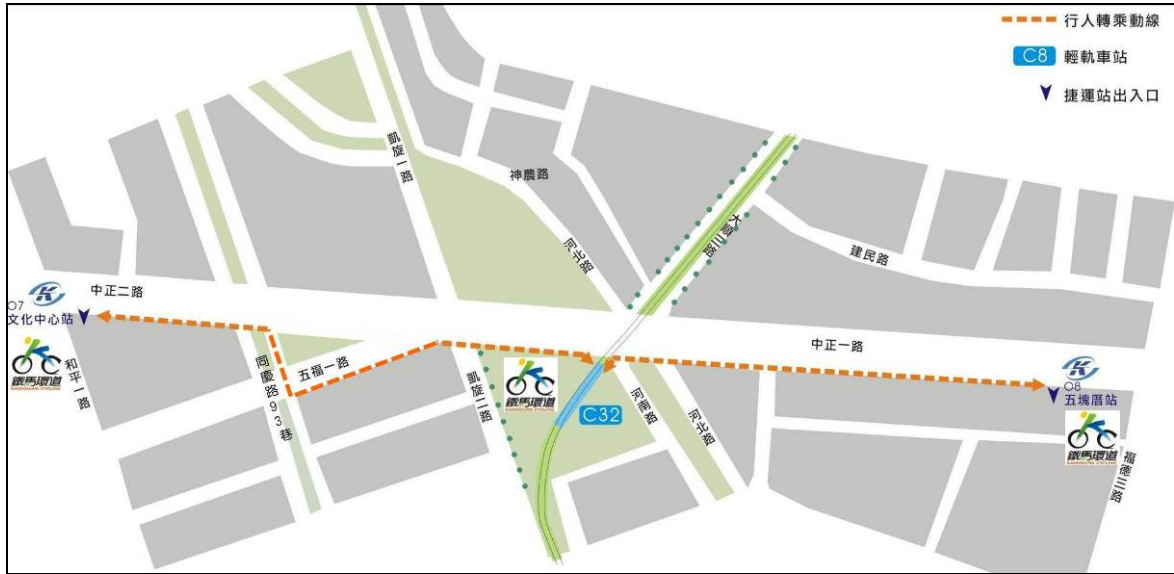 行人轉乘動線
C8 輕軌車站
捷運站出入口
凱旋一路
神農路
河北路
大順三路
建民路
中正二路
O7
文化中心站
鐵馬環道
和平一路
同慶路93巷
五福一路
凱旋二路
鐵馬環道
C32
河南路
河北路
中正一路
O8
五塊厝站
鐵馬環道
KAOHSIUNG CYCLING
福德三路